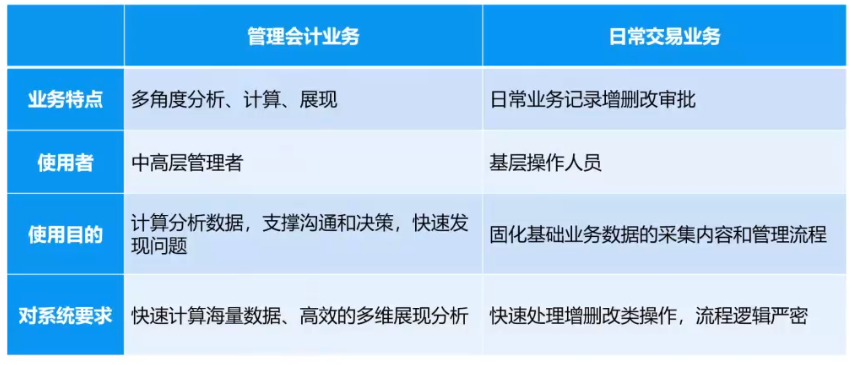 管理会计业务 日常交易业务
业务特点 多角度分析、计算、展现 日常业务记录增删改审批
使用者 中高层管理者 基层操作人员
使用目的 计算分析数据，支撑沟通和决策，快速发
现问题 固化基础业务数据的采集内容和管理流程
对系统要求 快速计算海量数据、高效的多维展现分析 快速处理增删改类操作，流程逻辑严密